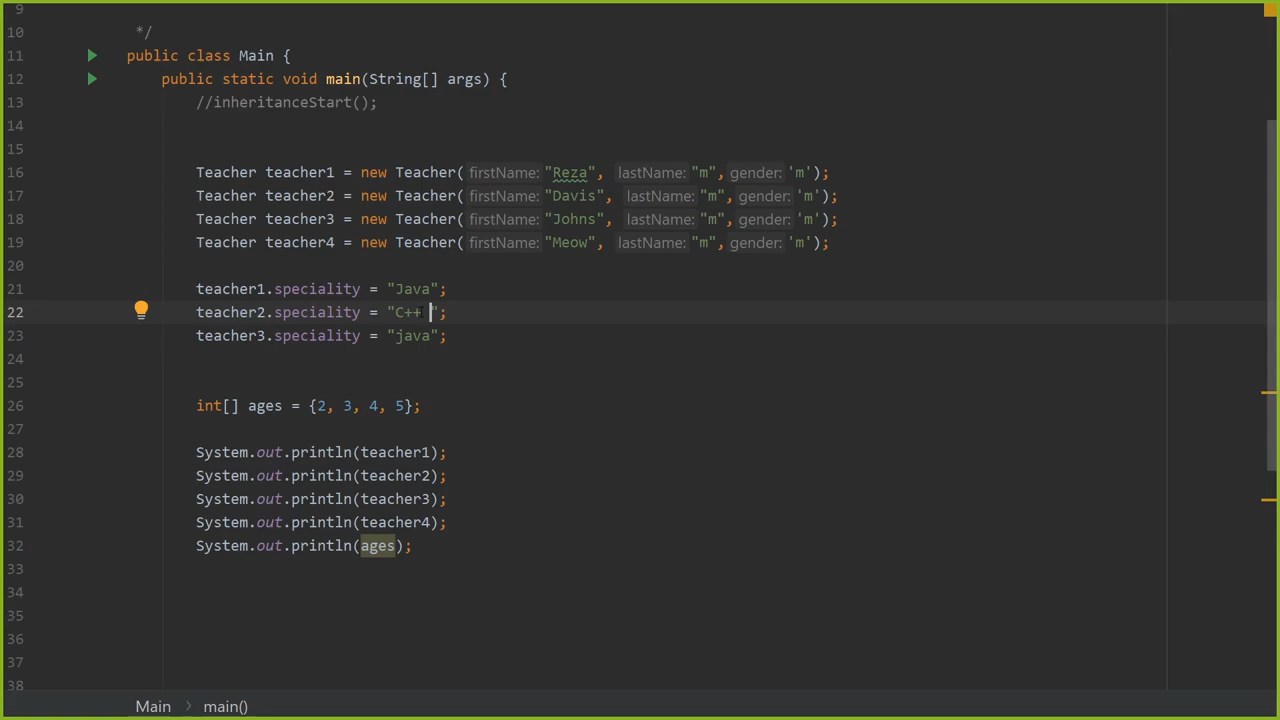 9
10 */
11 public class Main {
12 public static void main(String[] args) {
13 //inheritanceStart();
14
15
16 Teacher teacher1 = new Teacher( firstName: "Reza", lastName: "m", gender: 'm');
17 Teacher teacher2 = new Teacher( firstName: "Davis", lastName: "m", gender: 'm');
18 Teacher teacher3 = new Teacher( firstName: "Johns", lastName: "m", gender: 'm');
19 Teacher teacher4 = new Teacher( firstName: "Meow", lastName: "m", gender: 'm');
20
21 teacher1.speciality = "Java";
22 teacher2.speciality = "C++ ";
23 teacher3.speciality = "java";
24
25
26 int[] ages = {2, 3, 4, 5};
27
28 System.out.println(teacher1);
29 System.out.println(teacher2);
30 System.out.println(teacher3);
31 System.out.println(teacher4);
32 System.out.println(ages);
33
34
35
36
37
38
Main > main()